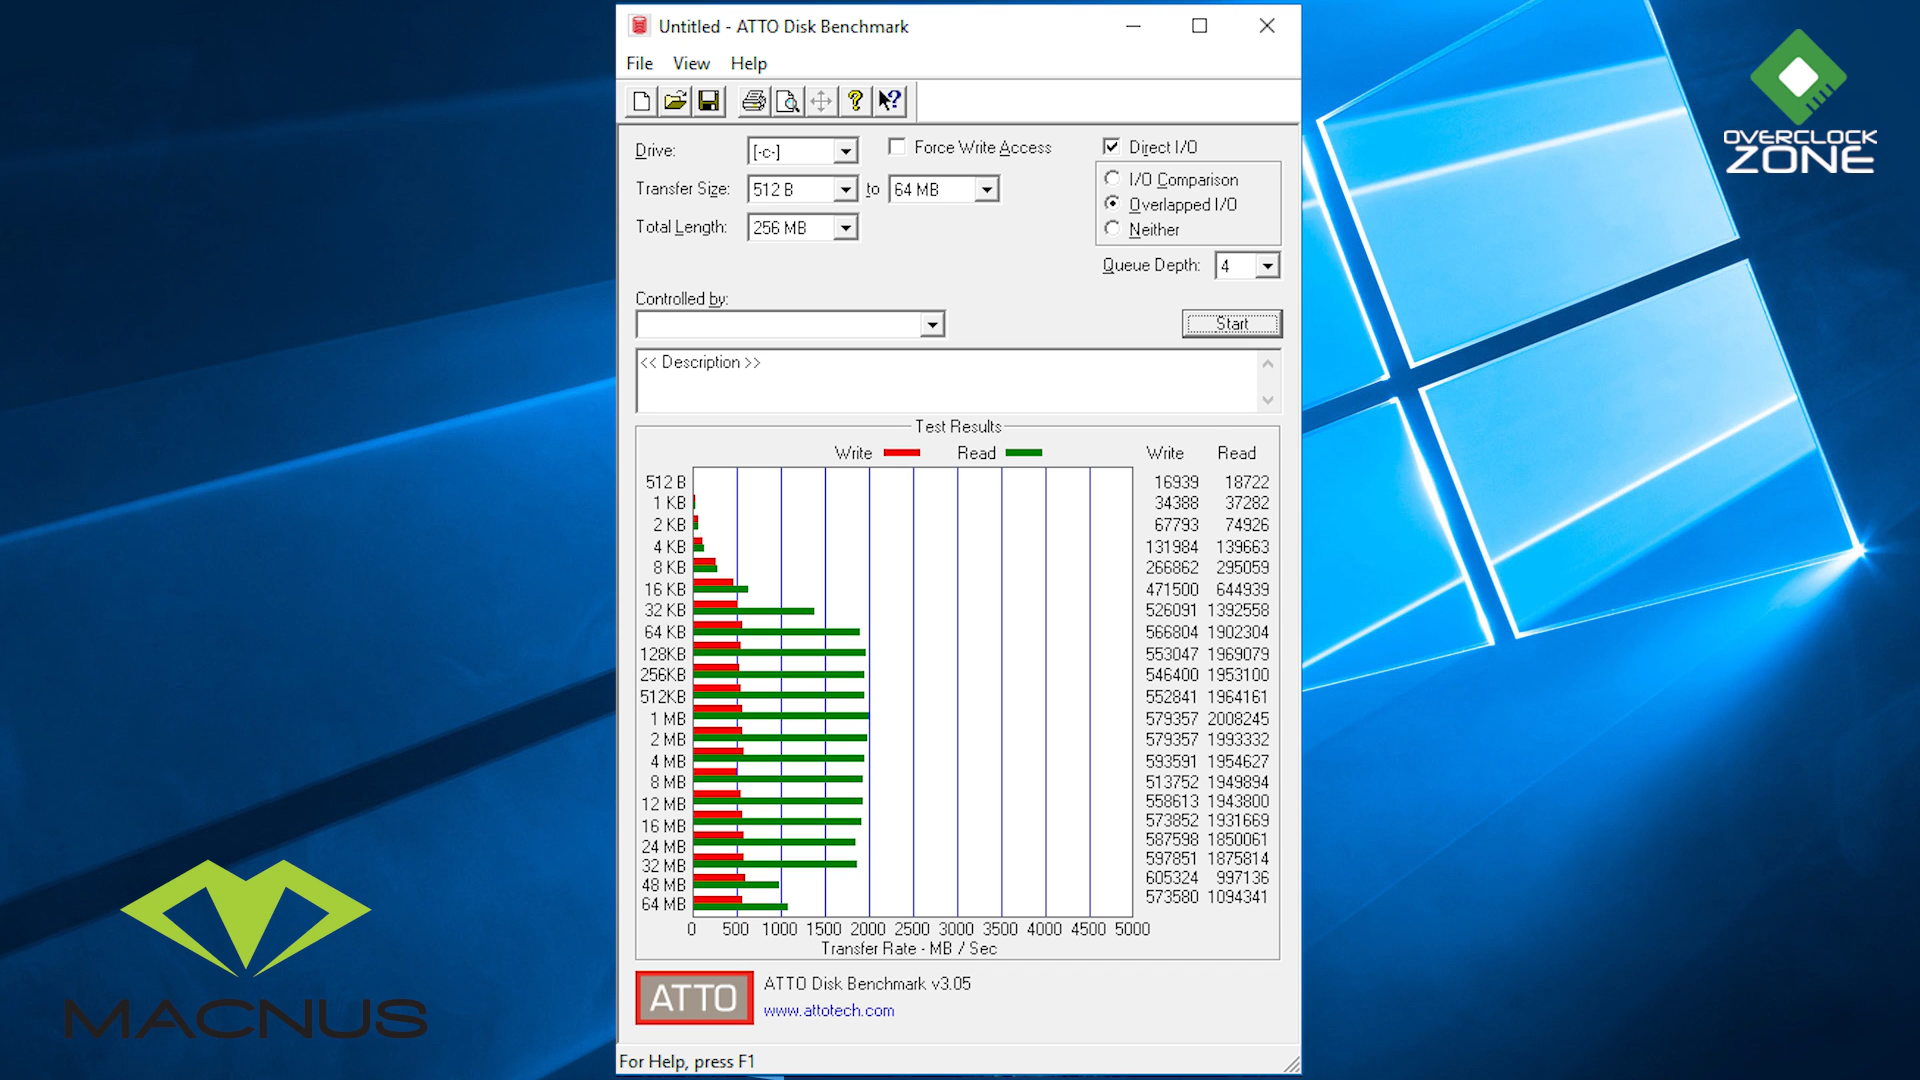 Untitled - ATTO Disk Benchmark
File View Help
Drive: [-c-] Force Write Access Direct I/O
I/O Comparison
Transfer Size: 512 B to 64 MB
Overlapped I/O
Total Length: 256 MB
Neither
Queue Depth: 4
Controlled by:
Start
<< Description >>
Test Results
Write Read Write Read
512 B 16939 18722
1 KB 34388 37282
2 KB 67793 74926
4 KB 131984 139663
8 KB 266862 295059
16 KB 471500 644939
32 KB 526091 1392558
64 KB 566804 1902304
128KB 553047 1969079
256KB 546400 1953100
512KB 552841 1964161
1 MB 579357 2008245
2 MB 579357 1993332
4 MB 593591 1954627
8 MB 513752 1949894
12 MB 558613 1943800
16 MB 573852 1931669
24 MB 587598 1850061
32 MB 597851 1875814
48 MB 605324 997136
64 MB 573580 1094341
0 500 1000 1500 2000 2500 3000 3500 4000 4500 5000
Transfer Rate - MB / Sec
ATTO
ATTO Disk Benchmark v3.05
www.attotech.com
For Help, press F1
OVERCLOCK
ZONE
MACNUS